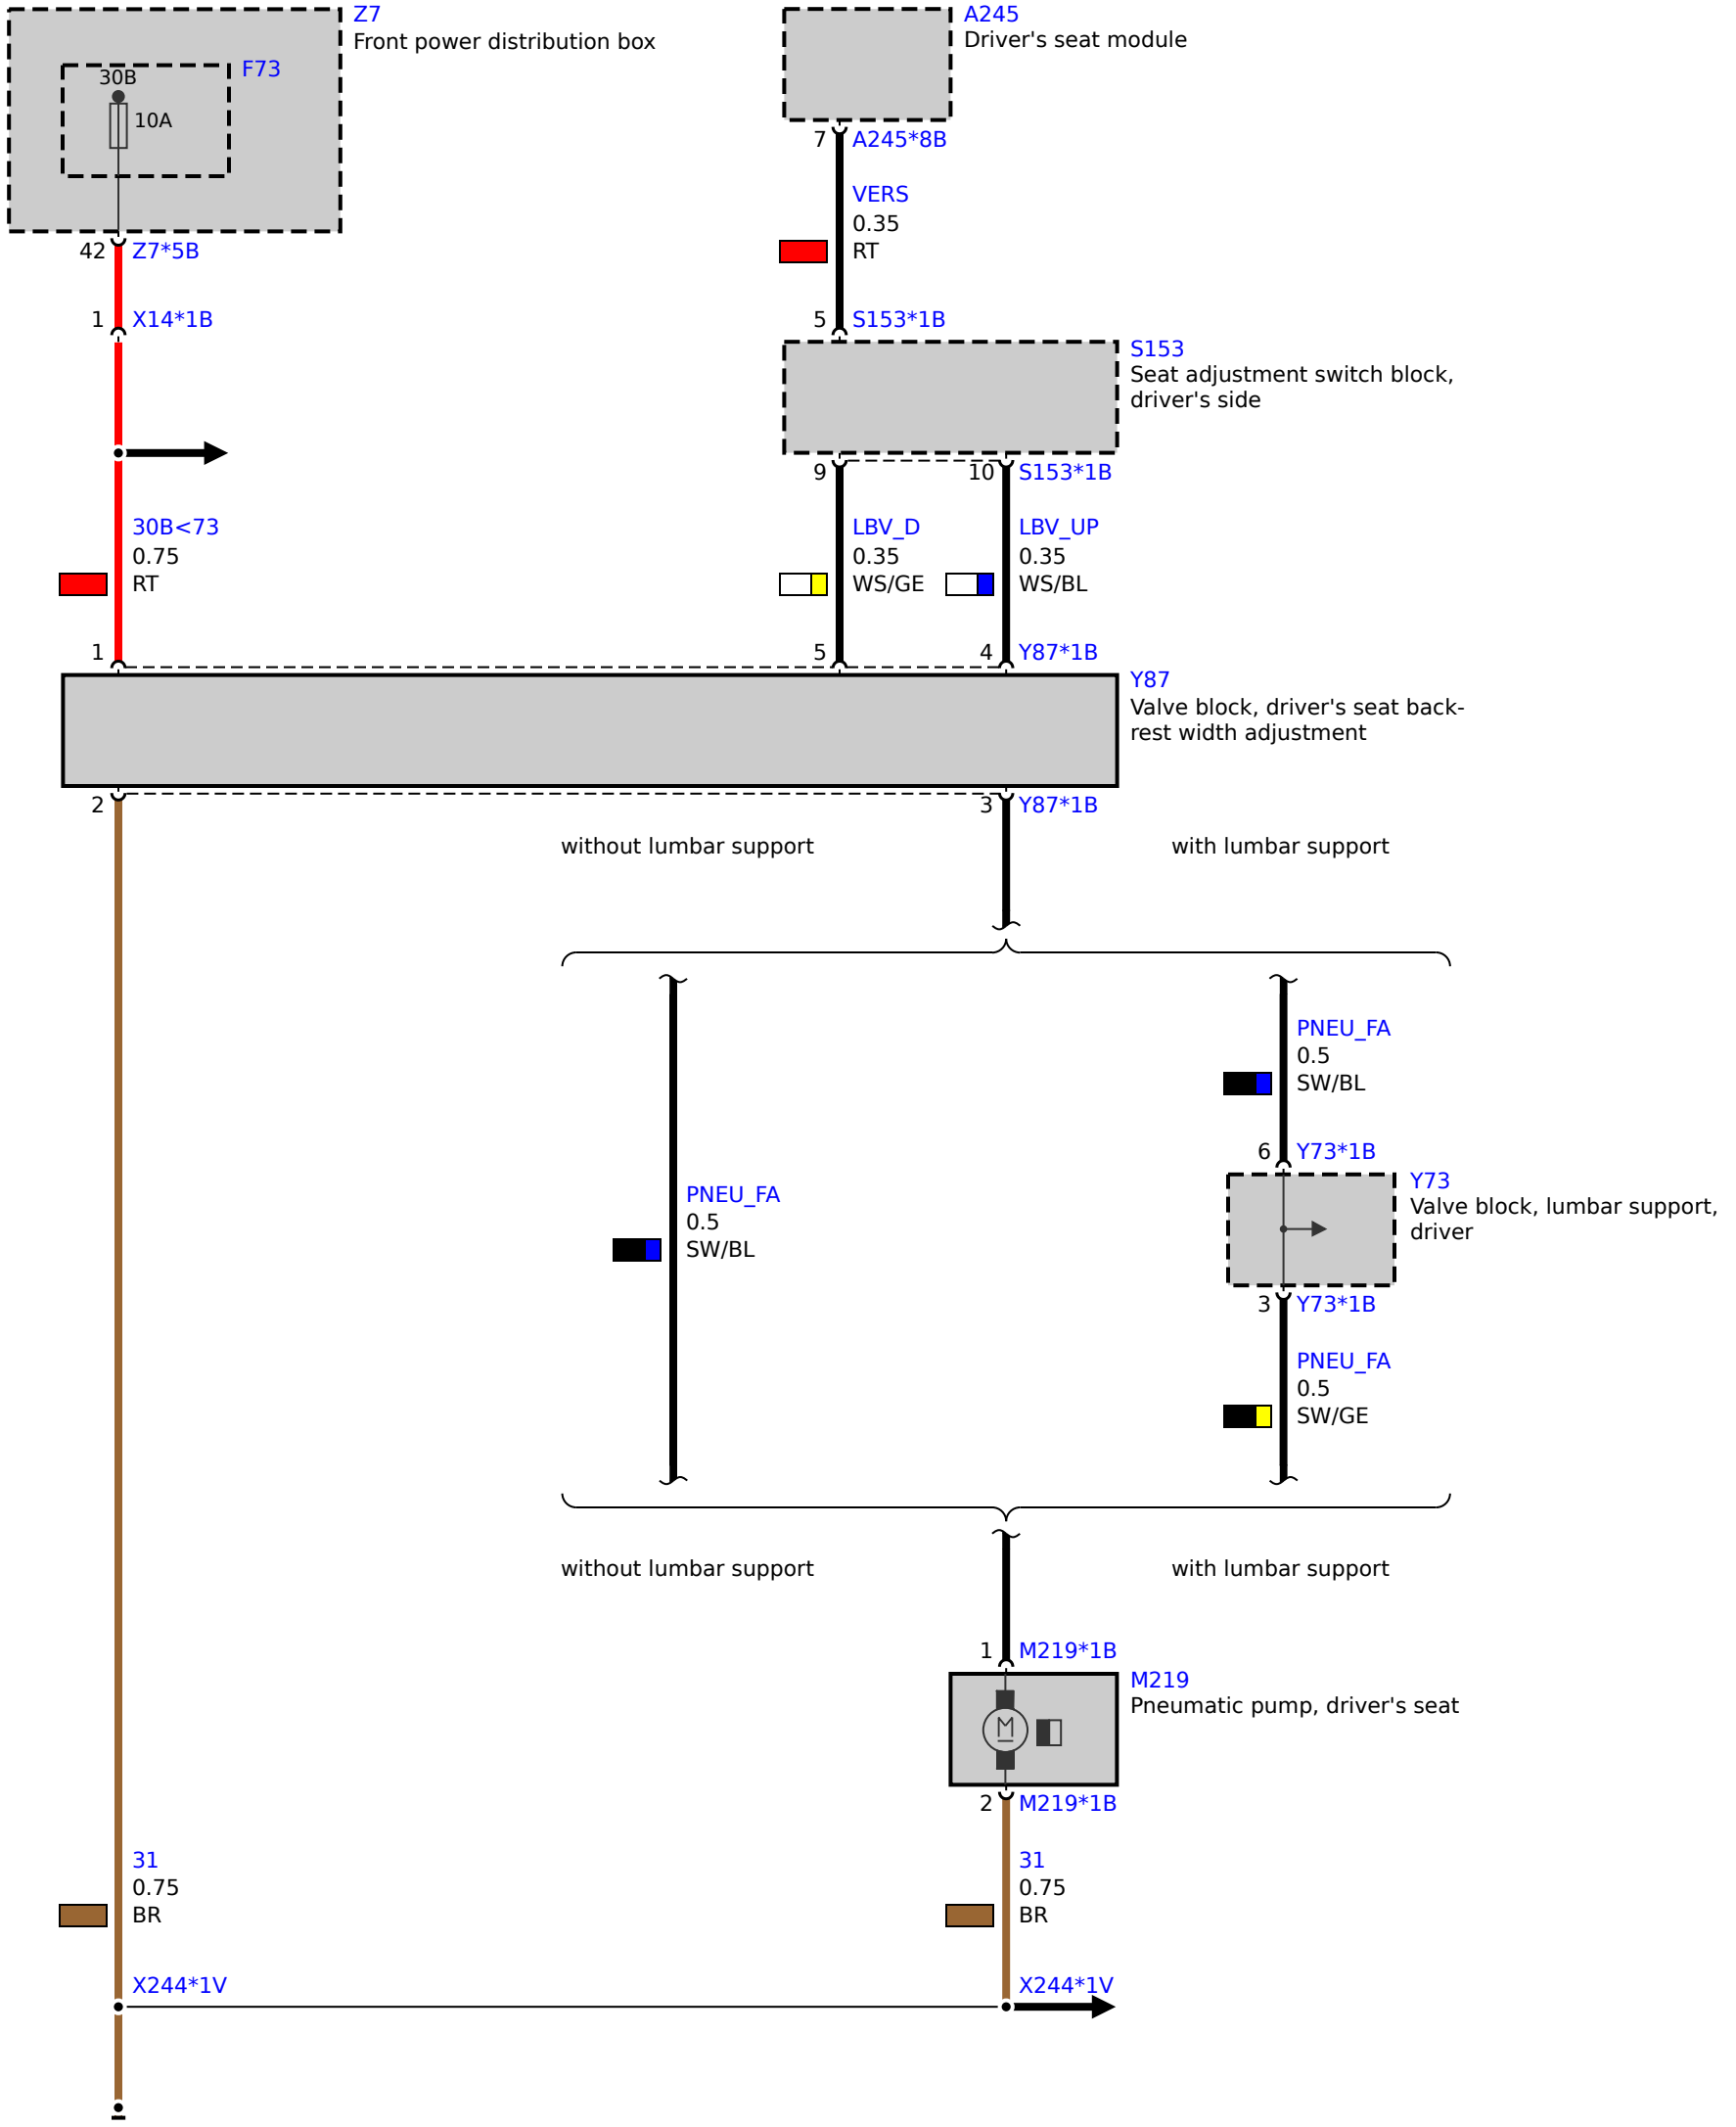 Z7
Front power distribution box
F73
30B
10A
42 Z7*5B
1 X14*1B
A245
Driver's seat module
7 A245*8B
VERS
0.35
RT
5 S153*1B
S153
Seat adjustment switch block,
driver's side
9
10 S153*1B
30B<73
0.75
RT
LBV_D
0.35
WS/GE
LBV_UP
0.35
WS/BL
1
5
4 Y87*1B
Y87
Valve block, driver's seat back-
rest width adjustment
2
3 Y87*1B
without lumbar support
with lumbar support
PNEU_FA
0.5
SW/BL
PNEU_FA
0.5
SW/BL
6 Y73*1B
Y73
Valve block, lumbar support,
driver
3 Y73*1B
PNEU_FA
0.5
SW/GE
without lumbar support
with lumbar support
1 M219*1B
M219
Pneumatic pump, driver's seat
M
2 M219*1B
31
0.75
BR
31
0.75
BR
X244*1V
X244*1V